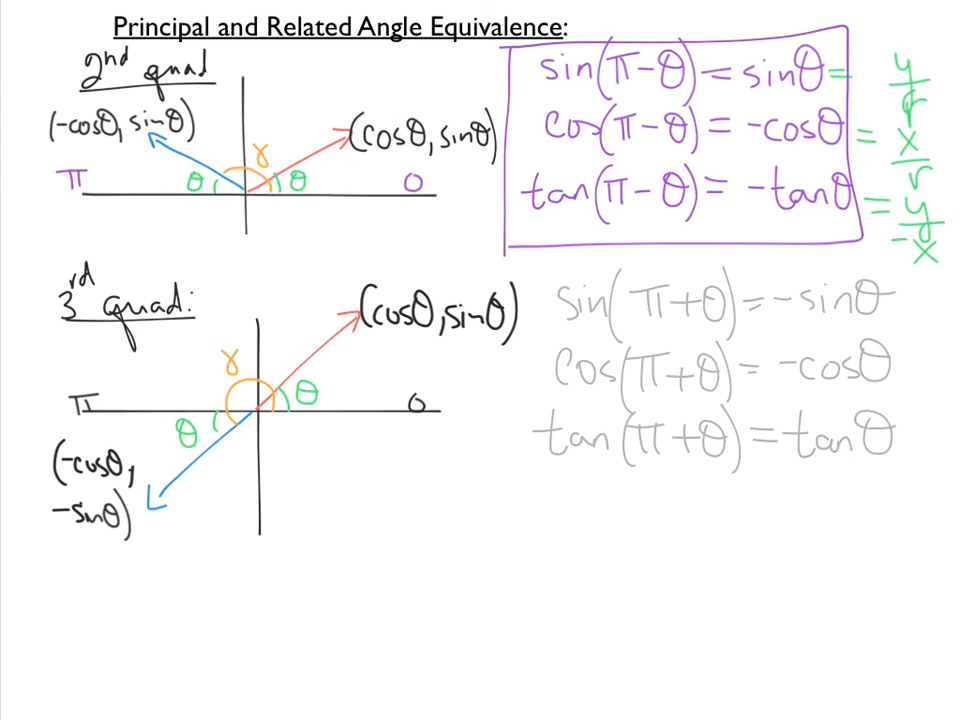 Principal and Related Angle Equivalence:
2nd quad
(-cosθ, sinθ)
(cosθ, sinθ)
γ
π
θ
θ
0
sin(π-θ) = sinθ = y/r
cos(π-θ) = -cosθ = x/r
tan(π-θ) = -tanθ = y/-x
3rd quad:
(cosθ, sinθ)
γ
θ
π
0
θ
(-cosθ,
-sinθ)
sin(π+θ) = -sinθ
cos(π+θ) = -cosθ
tan(π+θ) = tanθ